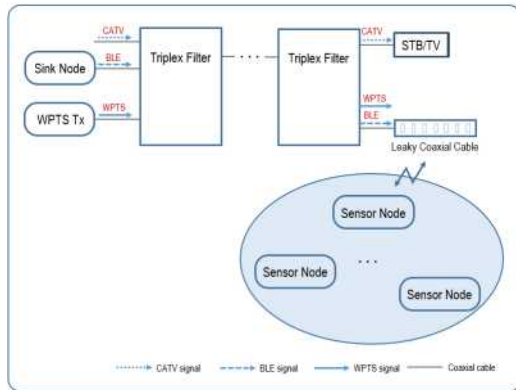 CATV
BLE
Sink Node
Triplex Filter
Triplex Filter
CATV
STB/TV
WPTS
WPTS Tx
WPTS
BLE
Leaky Coaxial Cable
Sensor Node
Sensor Node
Sensor Node
CATV signal
BLE signal
WPTS signal
Coaxial cable